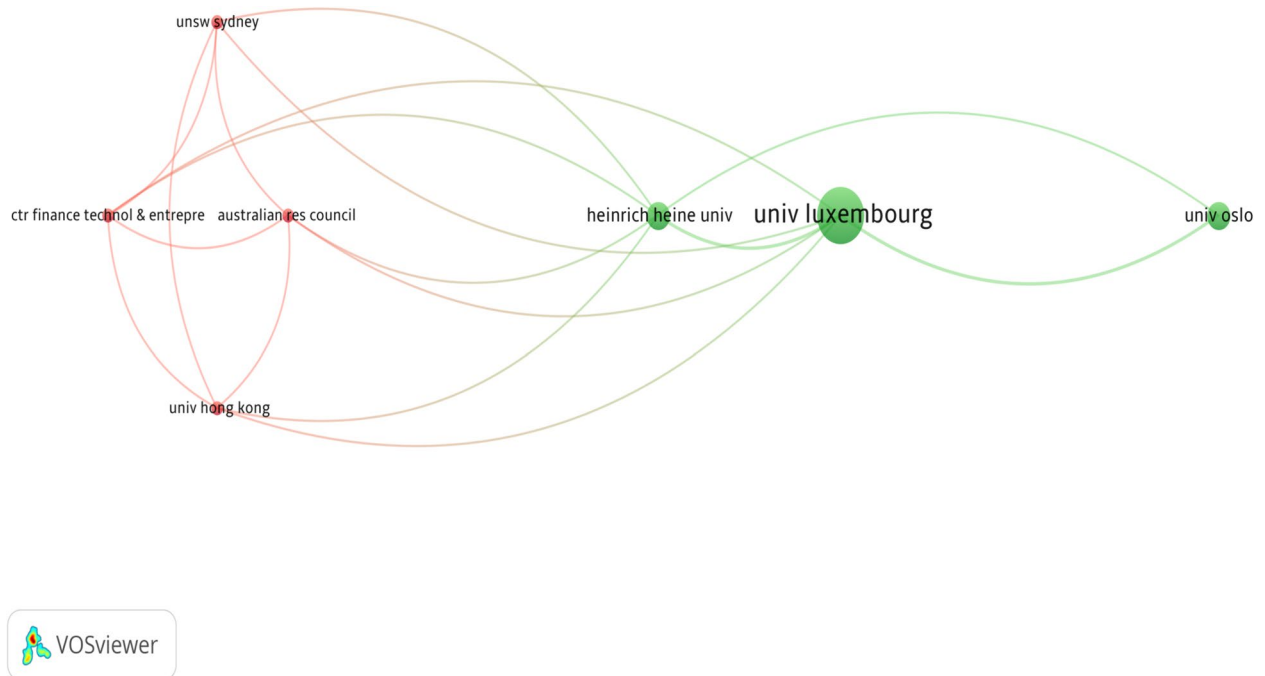 unsw sydney
ctr finance technol & entrepre
australian res council
heinrich heine univ
univ luxembourg
univ oslo
univ hong kong
VOSviewer